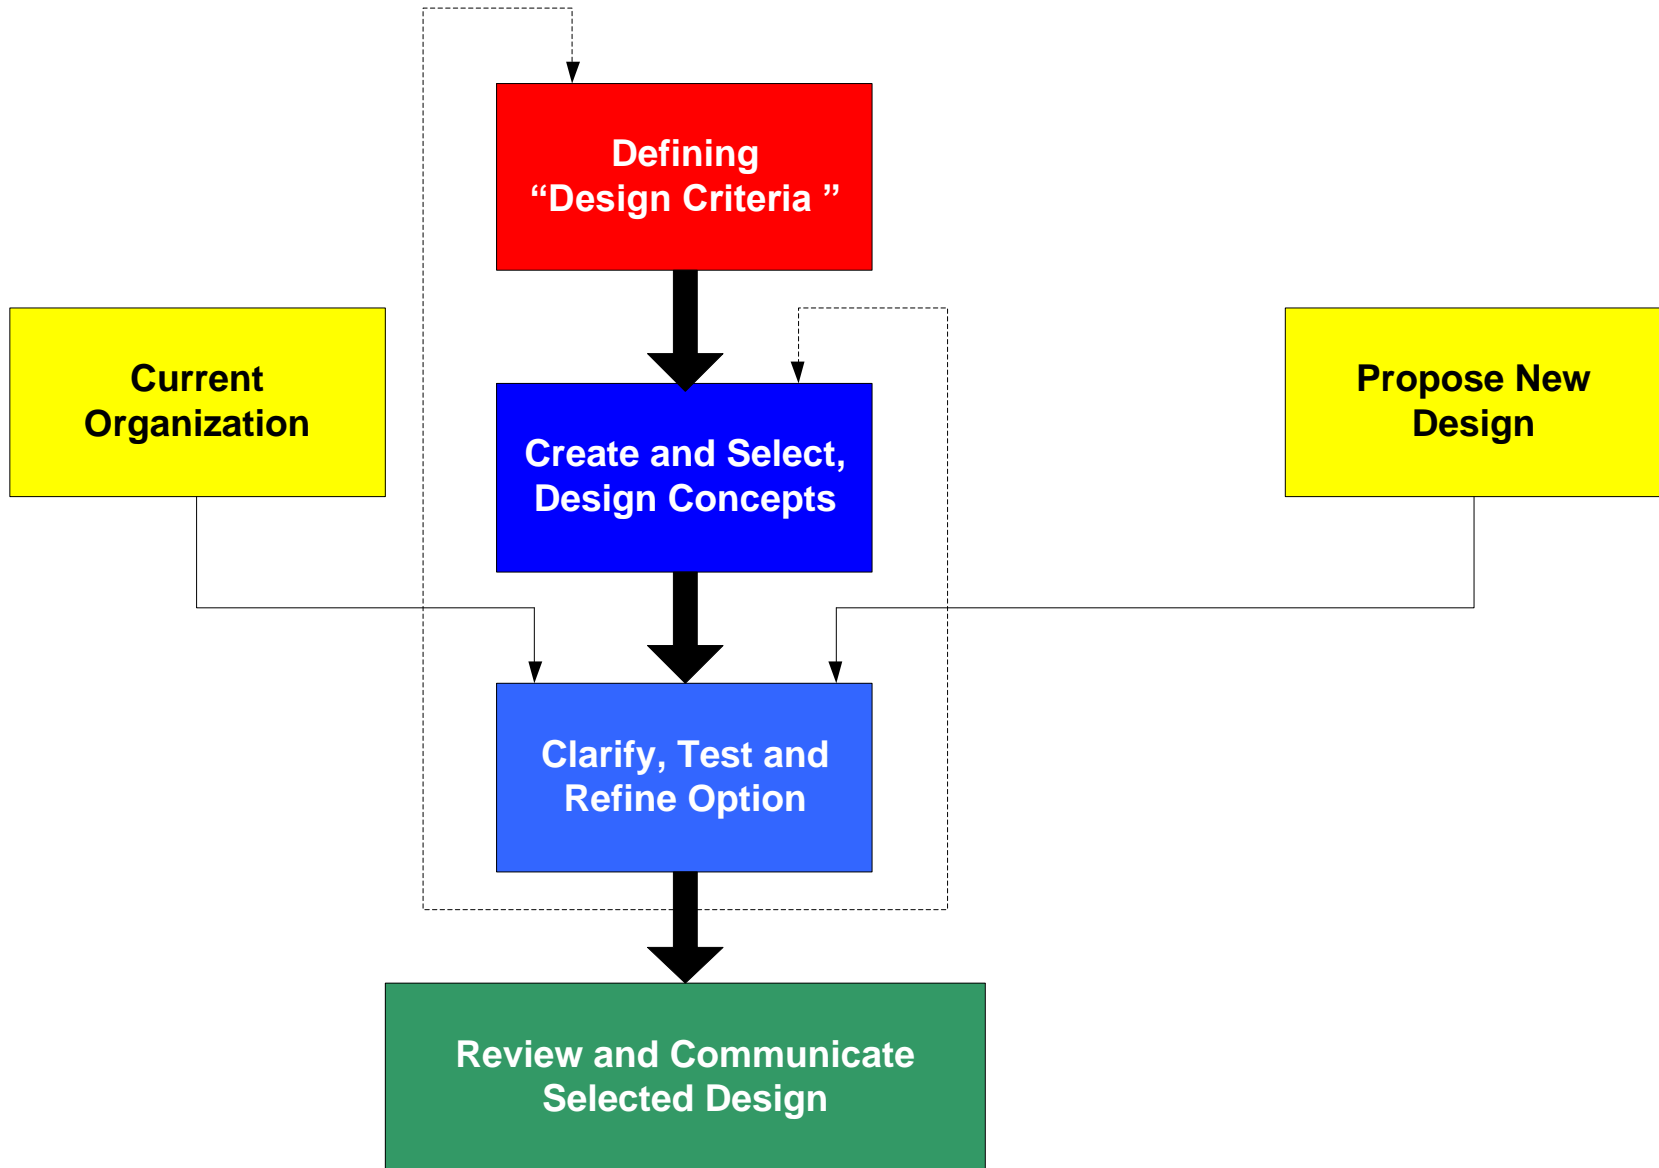 Defining
“Design Criteria ”
Current
Organization
Create and Select,
Design Concepts
Propose New
Design
Clarify, Test and
Refine Option
Review and Communicate
Selected Design